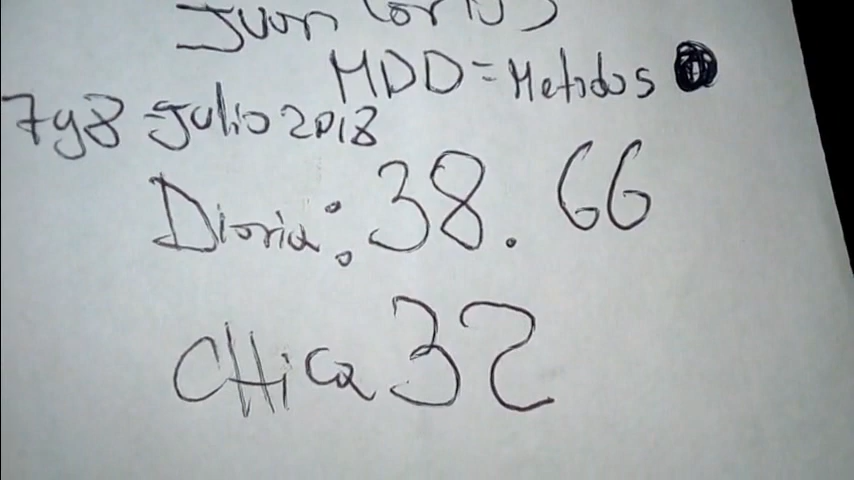 Juan Carlos
MDD = Metodos
7y8 - Julio 2018
Diaria: 38. 66
CHica 32